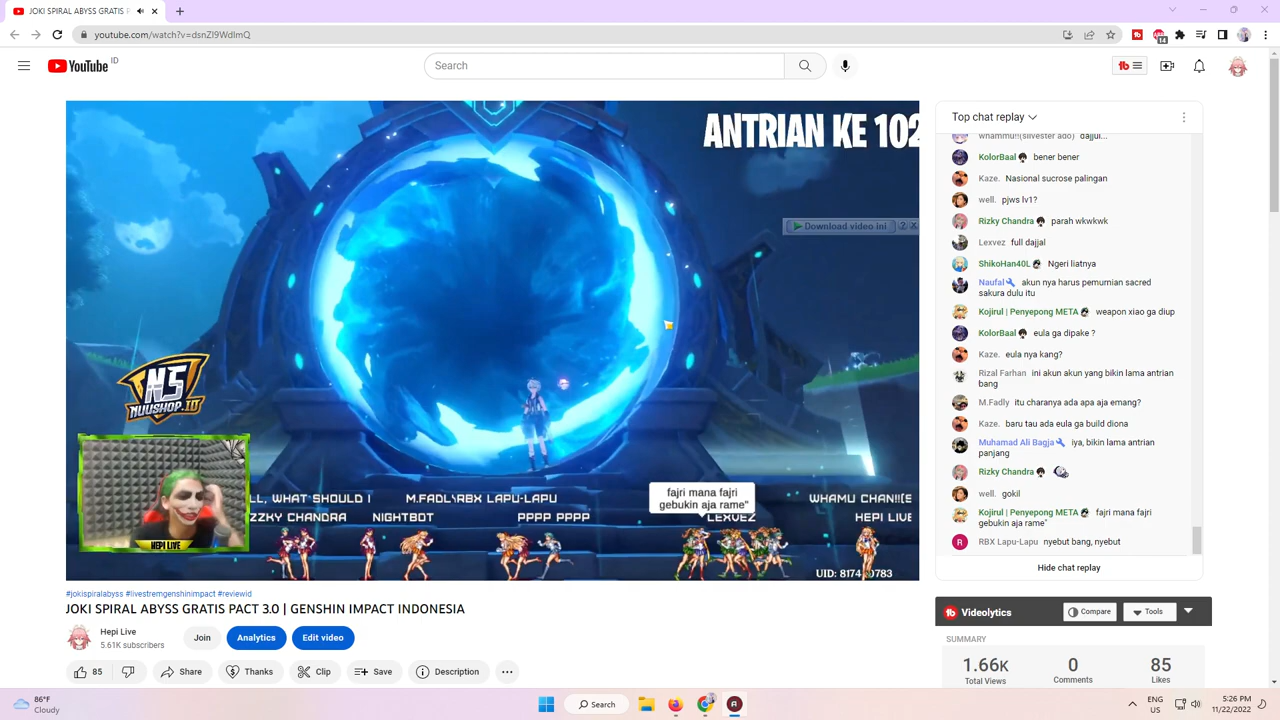 JOKI SPIRAL ABYSS GRATIS P
youtube.com/watch?v=dsnZI9WdlmQ
14
YouTube ID
Search
ANTRIAN KE 102
Download video ini
NS
NUUSHOP.ID
HEPI LIVE
fajri mana fajri
gebukin aja rame"
LL, WHAT SHOULD I
M.FADLY
RBX LAPU-LAPU
LEXVEZ
WHAMU CHAN!(E
ZZKY CHANDRA
NIGHTBOT
PPPP PPPP
HEPI LIVE
Top chat replay
whammu!!(silvester ado) dajjal...
KolorBaal bener bener
Kaze. Nasional sucrose palingan
well. pjws lv1?
Rizky Chandra parah wkwkwk
Lexvez full dajjal
ShikoHan40L Ngeri liatnya
Naufal akun nya harus pemurnian sacred
sakura dulu itu
Kojirul | Penyepong META weapon xiao ga diup
KolorBaal eula ga dipake ?
Kaze. eula nya kang?
Rizal Farhan ini akun akun yang bikin lama antrian
bang
M.Fadly itu charanya ada apa aja emang?
Kaze. baru tau ada eula ga build diona
Muhamad Ali Bagja iya, bikin lama antrian
panjang
Rizky Chandra
well. gokil
Kojirul | Penyepong META fajri mana fajri
gebukin aja rame"
R RBX Lapu-Lapu nyebut bang, nyebut
Hide chat replay
#jokispiralabyss #livestremgenshinimpact #reviewid
JOKI SPIRAL ABYSS GRATIS PACT 3.0 | GENSHIN IMPACT INDONESIA
Hepi Live
5.61K subscribers
Join
Analytics
Edit video
85
Share
Thanks
Clip
Save
Description
Videolytics
Compare
Tools
SUMMARY
1.66K
Total Views
0
Comments
85
Likes
86°F
Cloudy
Search
ENG
US
5:26 PM
11/22/2022